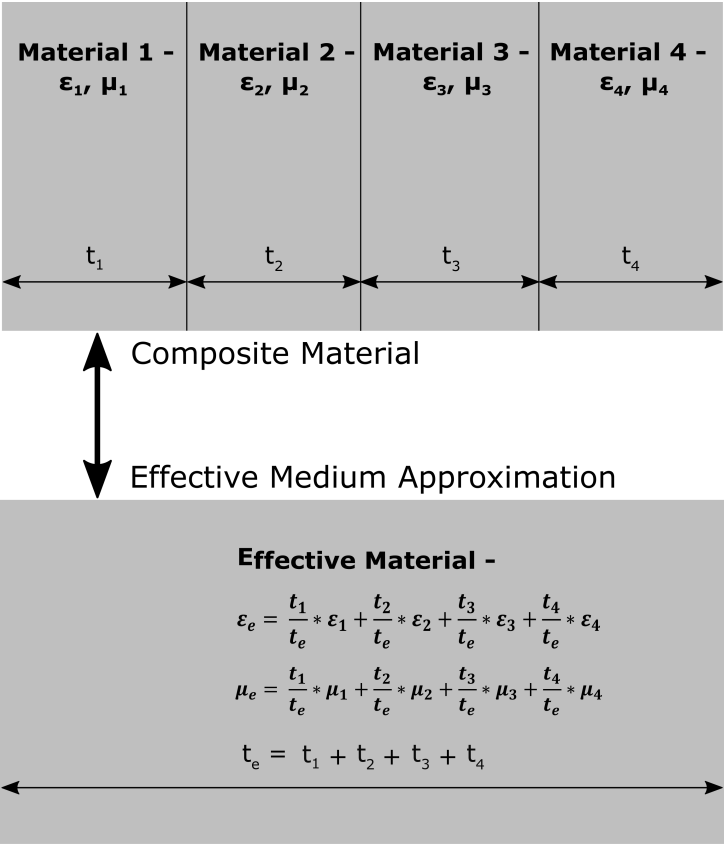 Material 1 - Material 2 - Material 3 - Material 4 -
ε₁, μ₁ ε₂, μ₂ ε₃, μ₃ ε₄, μ₄
t₁ t₂ t₃ t₄
Composite Material
Effective Medium Approximation
Effective Material -
εₑ = t₁/tₑ * ε₁ + t₂/tₑ * ε₂ + t₃/tₑ * ε₃ + t₄/tₑ * ε₄
μₑ = t₁/tₑ * μ₁ + t₂/tₑ * μ₂ + t₃/tₑ * μ₃ + t₄/tₑ * μ₄
tₑ = t₁ + t₂ + t₃ + t₄